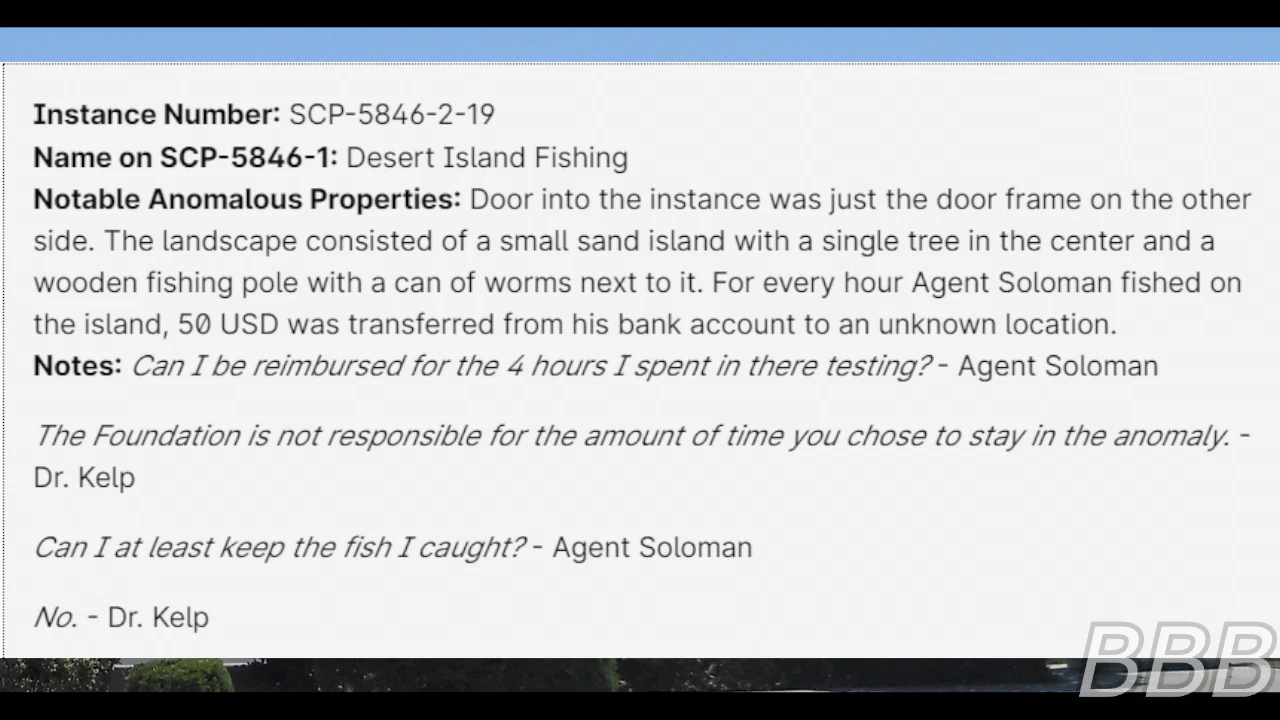 Instance Number: SCP-5846-2-19
Name on SCP-5846-1: Desert Island Fishing
Notable Anomalous Properties: Door into the instance was just the door frame on the other
side. The landscape consisted of a small sand island with a single tree in the center and a
wooden fishing pole with a can of worms next to it. For every hour Agent Soloman fished on
the island, 50 USD was transferred from his bank account to an unknown location.
Notes: Can I be reimbursed for the 4 hours I spent in there testing? - Agent Soloman
The Foundation is not responsible for the amount of time you chose to stay in the anomaly. -
Dr. Kelp
Can I at least keep the fish I caught? - Agent Soloman
No. - Dr. Kelp
BBB